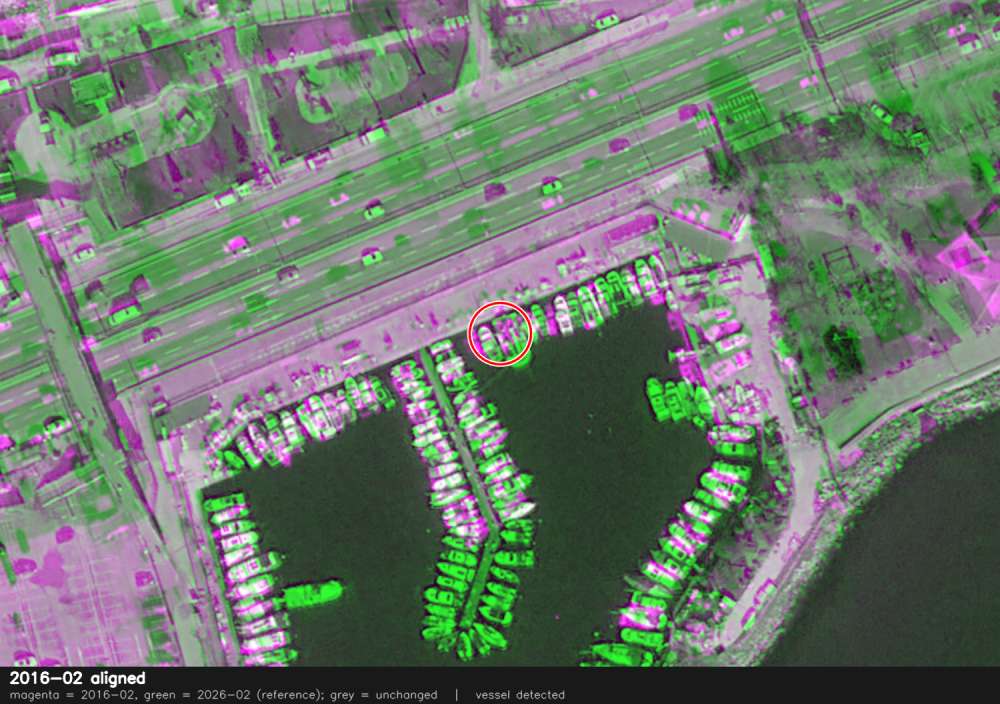 2016-02 aligned
magenta = 2016-02, green = 2026-02 (reference); grey = unchanged | vessel detected